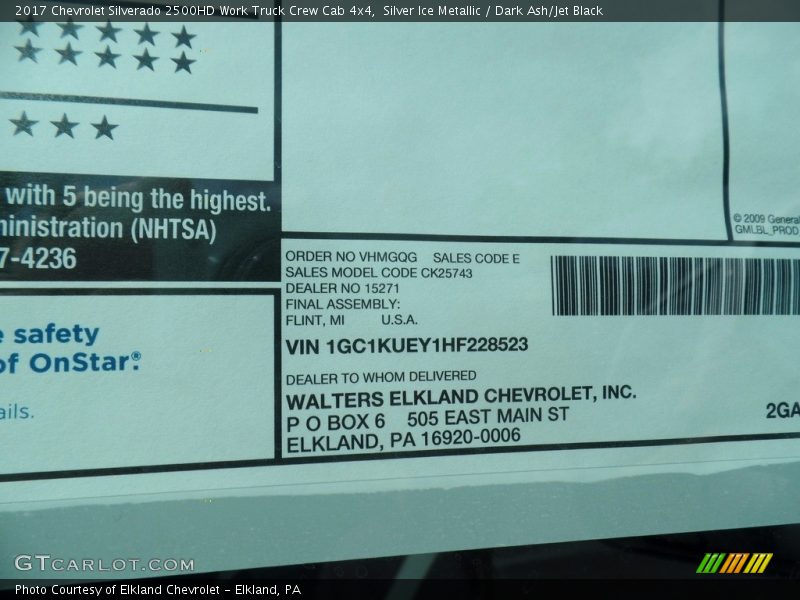 2017 Chevrolet Silverado 2500HD Work Truck Crew Cab 4x4, Silver Ice Metallic / Dark Ash/Jet Black
with 5 being the highest.
ministration (NHTSA)
7-4236
e safety
of OnStar®
ails.
© 2009 General
GMLBL_PROD
ORDER NO VHMGQG SALES CODE E
SALES MODEL CODE CK25743
DEALER NO 15271
FINAL ASSEMBLY:
FLINT, MI U.S.A.
VIN 1GC1KUEY1HF228523
DEALER TO WHOM DELIVERED
WALTERS ELKLAND CHEVROLET, INC.
P O BOX 6 505 EAST MAIN ST
ELKLAND, PA 16920-0006
2GA
GTCARLOT.COM
Photo Courtesy of Elkland Chevrolet - Elkland, PA